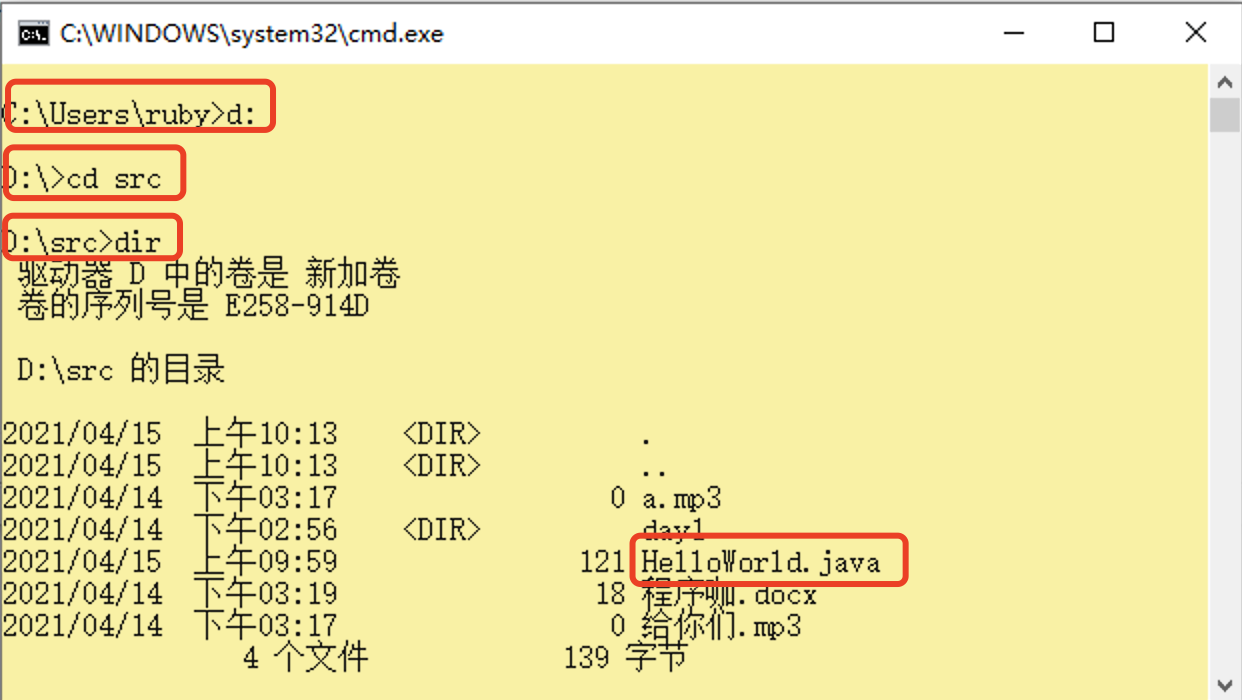 C:\WINDOWS\system32\cmd.exe
C:\Users\ruby>d:
D:\>cd src
D:\src>dir
驱动器 D 中的卷是 新加卷
卷的序列号是 E258-914D
D:\src 的目录
2021/04/15 上午10:13 <DIR> .
2021/04/15 上午10:13 <DIR> ..
2021/04/14 下午03:17 0 a.mp3
2021/04/14 下午02:56 <DIR> day1
2021/04/15 上午09:59 121 HelloWorld.java
2021/04/14 下午03:19 18 程序咖.docx
2021/04/14 下午03:17 0 给你们.mp3
4 个文件 139 字节